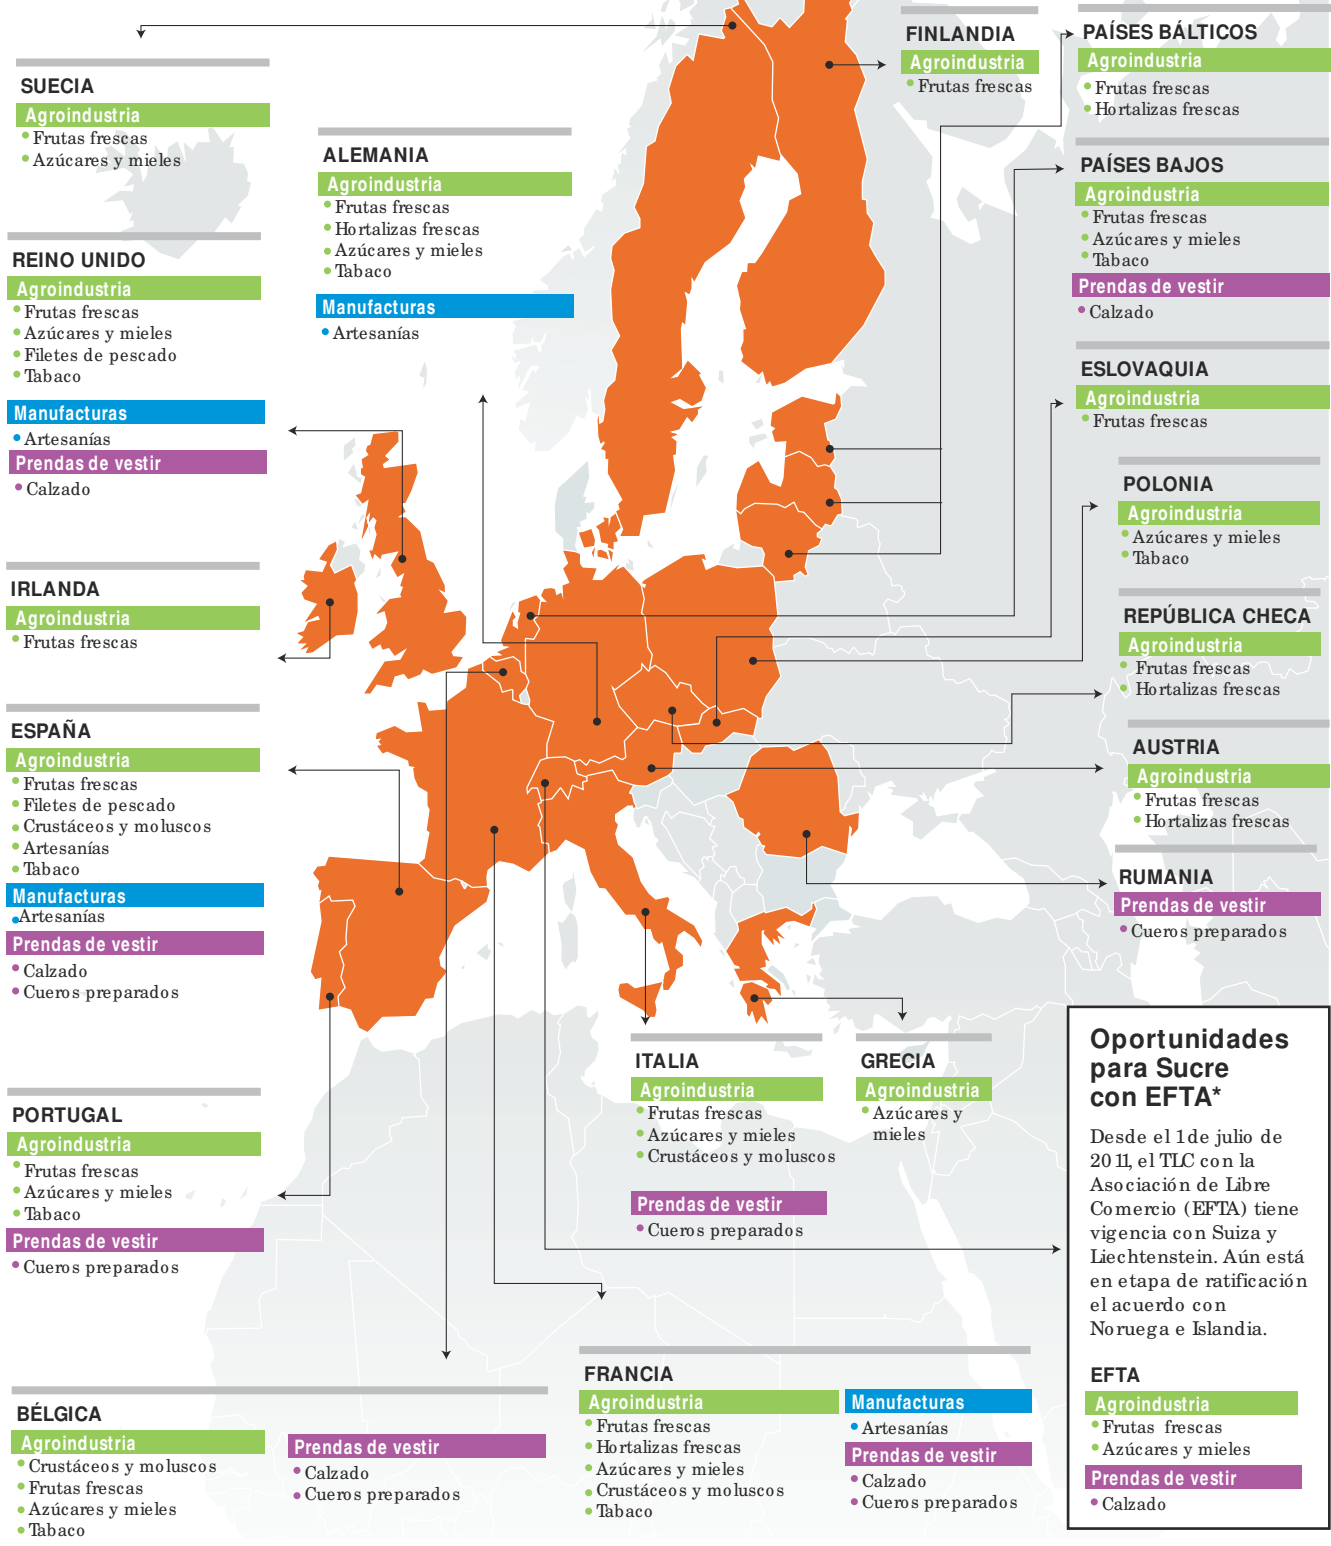 SUECIA
Agroindustria
Frutas frescas
Azúcares y mieles
REINO UNIDO
Agroindustria
Frutas frescas
Azúcares y mieles
Filetes de pescado
Tabaco
Manufacturas
Artesanías
Prendas de vestir
Calzado
IRLANDA
Agroindustria
Frutas frescas
ESPAÑA
Agroindustria
Frutas frescas
Filetes de pescado
Crustáceos y moluscos
Artesanías
Tabaco
Manufacturas
Artesanías
Prendas de vestir
Calzado
Cueros preparados
PORTUGAL
Agroindustria
Frutas frescas
Azúcares y mieles
Tabaco
Prendas de vestir
Cueros preparados
BÉLGICA
Agroindustria
Crustáceos y moluscos
Frutas frescas
Azúcares y mieles
Tabaco
Prendas de vestir
Calzado
Cueros preparados
ALEMANIA
Agroindustria
Frutas frescas
Hortalizas frescas
Azúcares y mieles
Tabaco
Manufacturas
Artesanías
FINLANDIA
Agroindustria
Frutas frescas
PAÍSES BÁLTICOS
Agroindustria
Frutas frescas
Hortalizas frescas
PAÍSES BAJOS
Agroindustria
Frutas frescas
Azúcares y mieles
Tabaco
Prendas de vestir
Calzado
ESLOVAQUIA
Agroindustria
Frutas frescas
POLONIA
Agroindustria
Azúcares y mieles
Tabaco
REPÚBLICA CHECA
Agroindustria
Frutas frescas
Hortalizas frescas
AUSTRIA
Agroindustria
Frutas frescas
Hortalizas frescas
RUMANIA
Prendas de vestir
Cueros preparados
ITALIA
Agroindustria
Frutas frescas
Azúcares y mieles
Crustáceos y moluscos
Prendas de vestir
Cueros preparados
GRECIA
Agroindustria
Azúcares y
mieles
FRANCIA
Agroindustria
Frutas frescas
Hortalizas frescas
Azúcares y mieles
Crustáceos y moluscos
Tabaco
Manufacturas
Artesanías
Prendas de vestir
Calzado
Cueros preparados
Oportunidades
para Sucre
con EFTA*
Desde el 1 de julio de
2011, el TLC con la
Asociación de Libre
Comercio (EFTA) tiene
vigencia con Suiza y
Liechtenstein. Aún está
en etapa de ratificación
el acuerdo con
Noruega e Islandia.
EFTA
Agroindustria
Frutas frescas
Azúcares y mieles
Prendas de vestir
Calzado